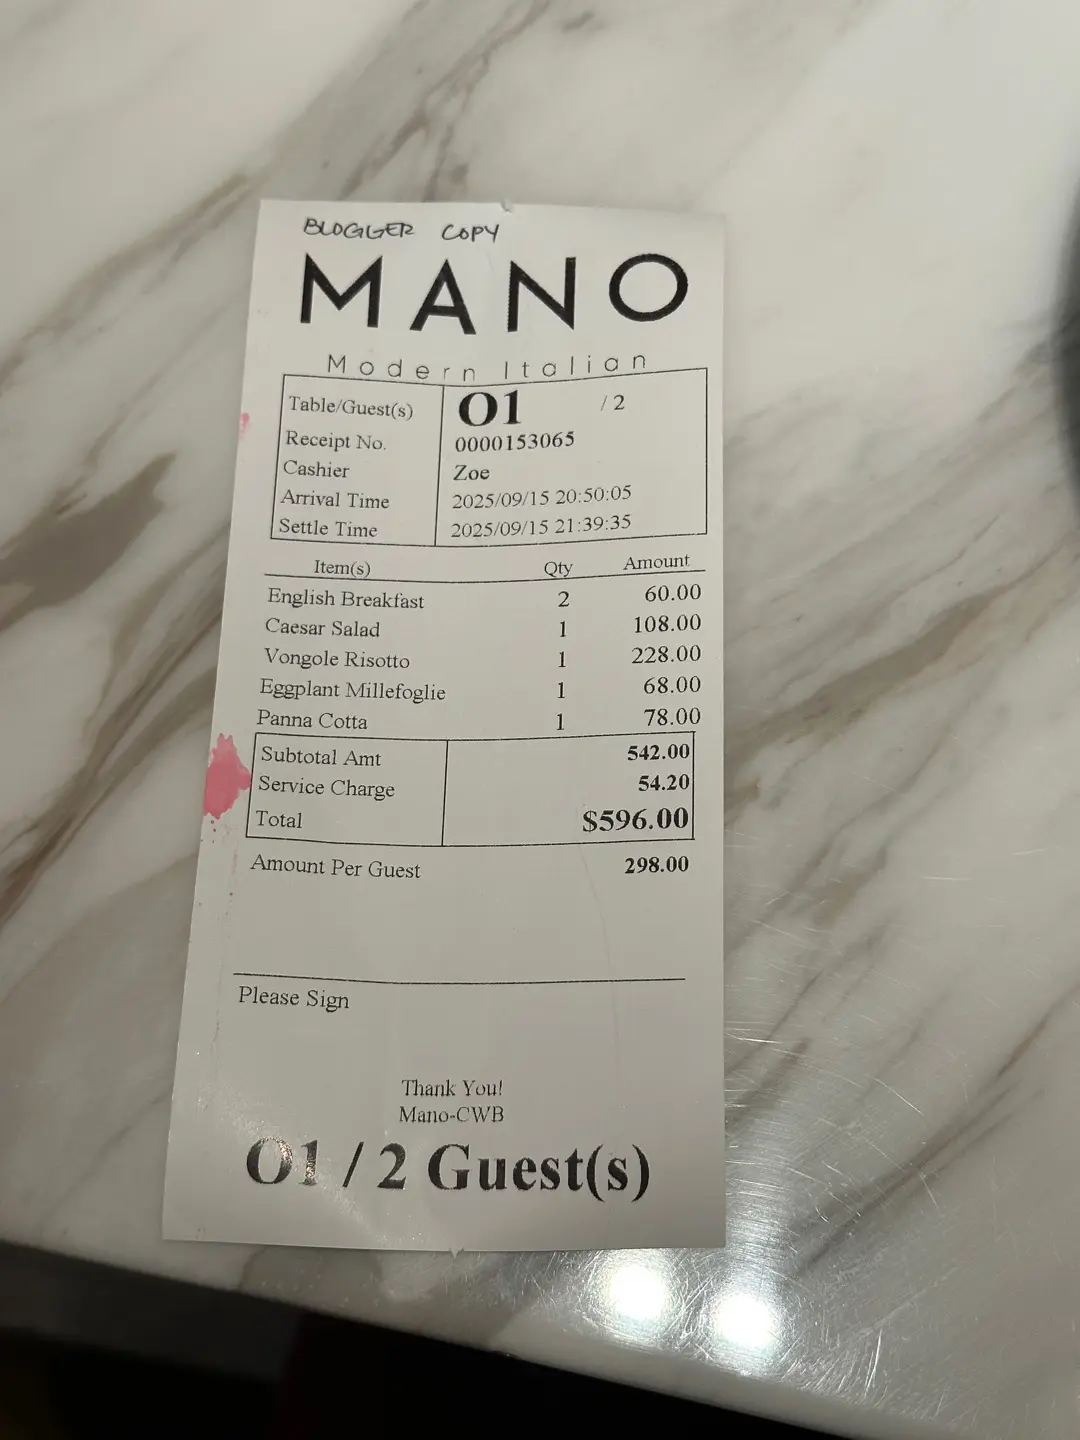 BLOGGER COPY
MANO
Modern Italian
Table/Guest(s) O1 / 2
Receipt No. 0000153065
Cashier Zoe
Arrival Time 2025/09/15 20:50:05
Settle Time 2025/09/15 21:39:35
Item(s) Qty Amount
English Breakfast 2 60.00
Caesar Salad 1 108.00
Vongole Risotto 1 228.00
Eggplant Millefoglie 1 68.00
Panna Cotta 1 78.00
Subtotal Amt 542.00
Service Charge 54.20
Total $596.00
Amount Per Guest 298.00
Please Sign
Thank You!
Mano-CWB
O1 / 2 Guest(s)